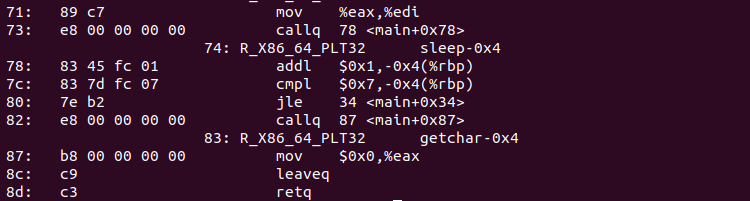 71: 89 c7 mov %eax,%edi
73: e8 00 00 00 00 callq 78 <main+0x78>
74: R_X86_64_PLT32 sleep-0x4
78: 83 45 fc 01 addl $0x1,-0x4(%rbp)
7c: 83 7d fc 07 cmpl $0x7,-0x4(%rbp)
80: 7e b2 jle 34 <main+0x34>
82: e8 00 00 00 00 callq 87 <main+0x87>
83: R_X86_64_PLT32 getchar-0x4
87: b8 00 00 00 00 mov $0x0,%eax
8c: c9 leaveq
8d: c3 retq